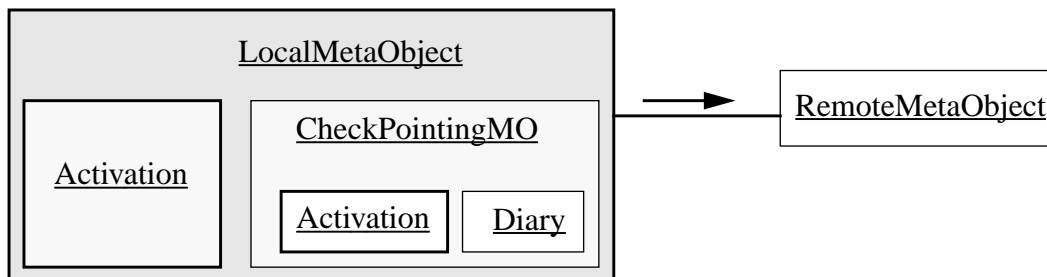 LocalMetaObject
RemoteMetaObject
CheckPointingMO
Activation
Activation
Diary